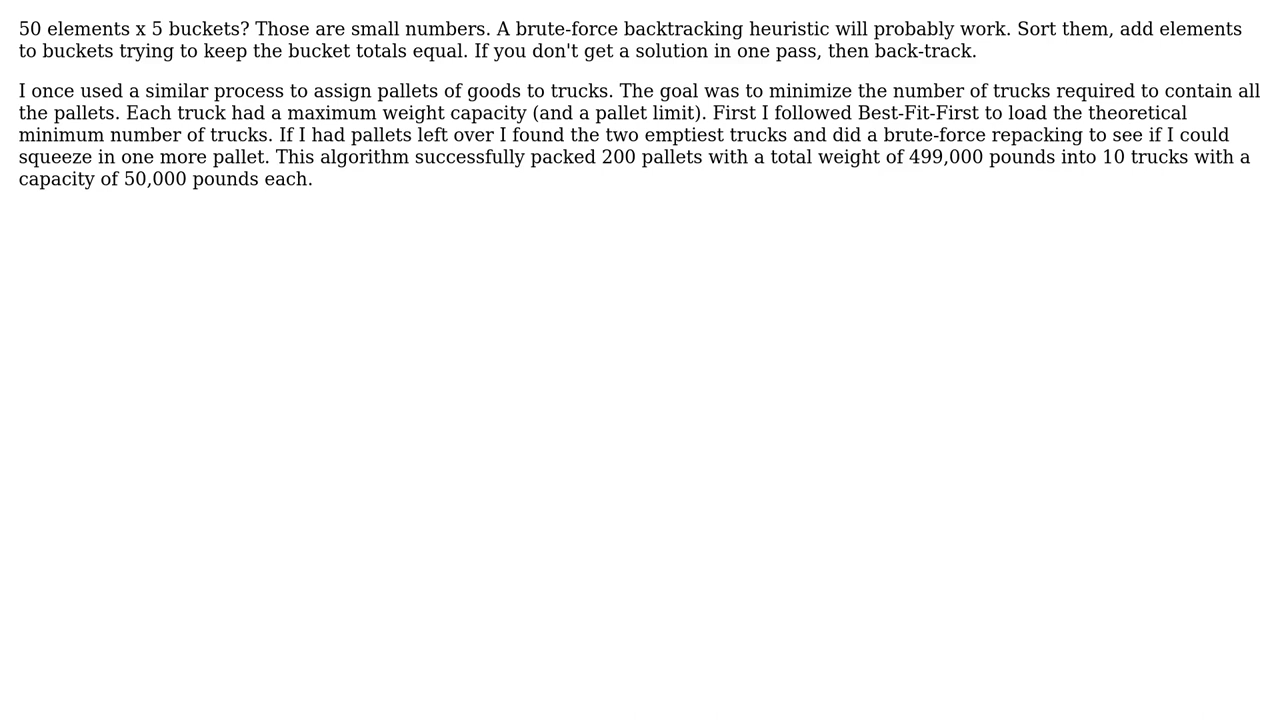 50 elements x 5 buckets? Those are small numbers. A brute-force backtracking heuristic will probably work. Sort them, add elements
to buckets trying to keep the bucket totals equal. If you don't get a solution in one pass, then back-track.
I once used a similar process to assign pallets of goods to trucks. The goal was to minimize the number of trucks required to contain all
the pallets. Each truck had a maximum weight capacity (and a pallet limit). First I followed Best-Fit-First to load the theoretical
minimum number of trucks. If I had pallets left over I found the two emptiest trucks and did a brute-force repacking to see if I could
squeeze in one more pallet. This algorithm successfully packed 200 pallets with a total weight of 499,000 pounds into 10 trucks with a
capacity of 50,000 pounds each.